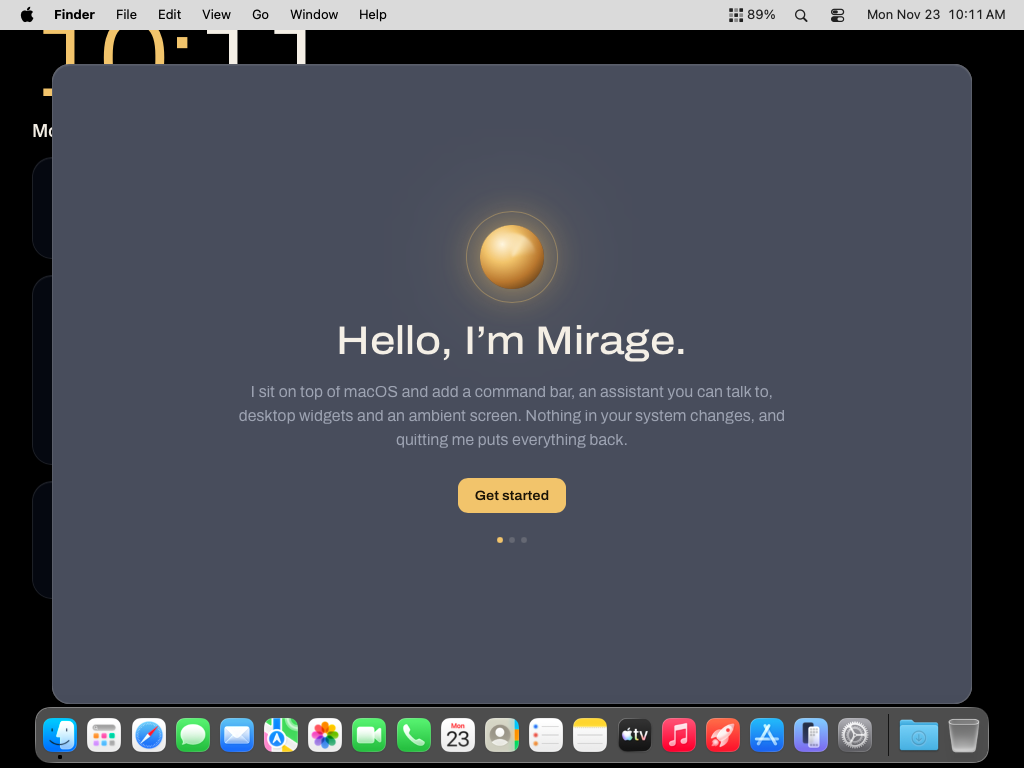 Finder File Edit View Go Window Help 89% Mon Nov 23 10:11 AM
10:11
Hello, I’m Mirage.
I sit on top of macOS and add a command bar, an assistant you can talk to,
desktop widgets and an ambient screen. Nothing in your system changes, and
quitting me puts everything back.
Get started
Mon
23
tv